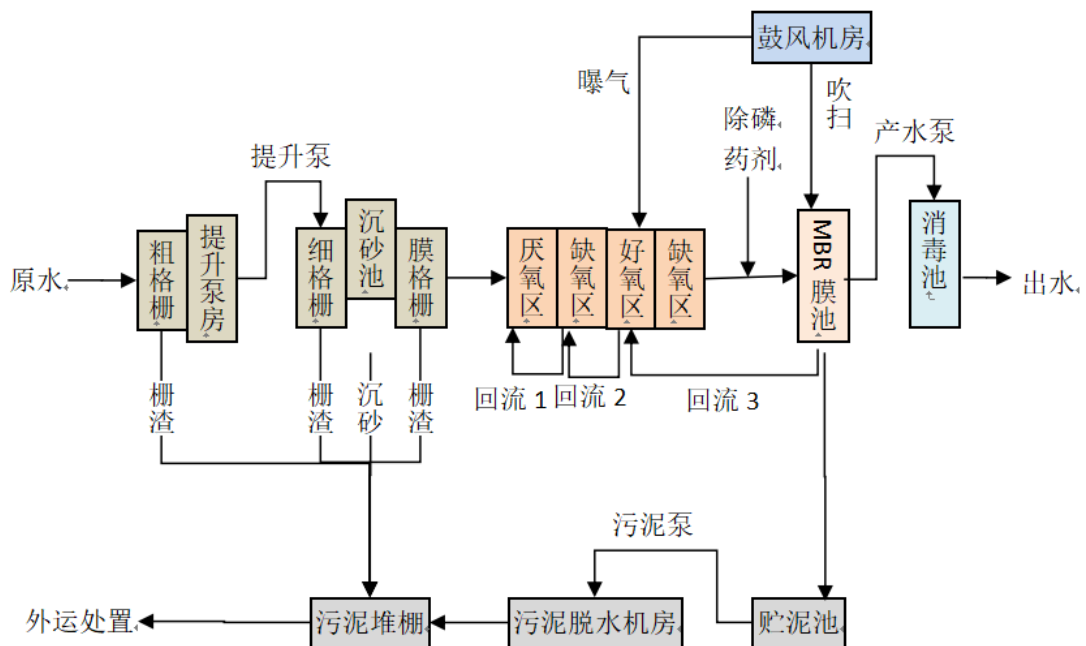 鼓风机房
曝气
吹扫
除磷
药剂
产水泵
提升泵
原水
粗格栅
提升泵房
细格栅
沉砂池
膜格栅
厌氧区
缺氧区
好氧区
缺氧区
MBR膜池
消毒池
出水
回流 1
回流 2
回流 3
栅渣
栅渣
沉砂
栅渣
污泥泵
外运处置
污泥堆棚
污泥脱水机房
贮泥池